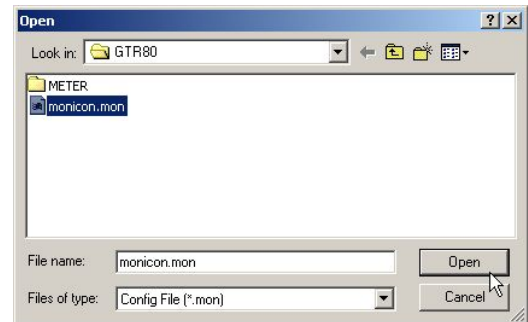 Open
Look in: GTR80
METER
monicon.mon
File name: monicon.mon Open
Files of type: Config File (*.mon) Cancel